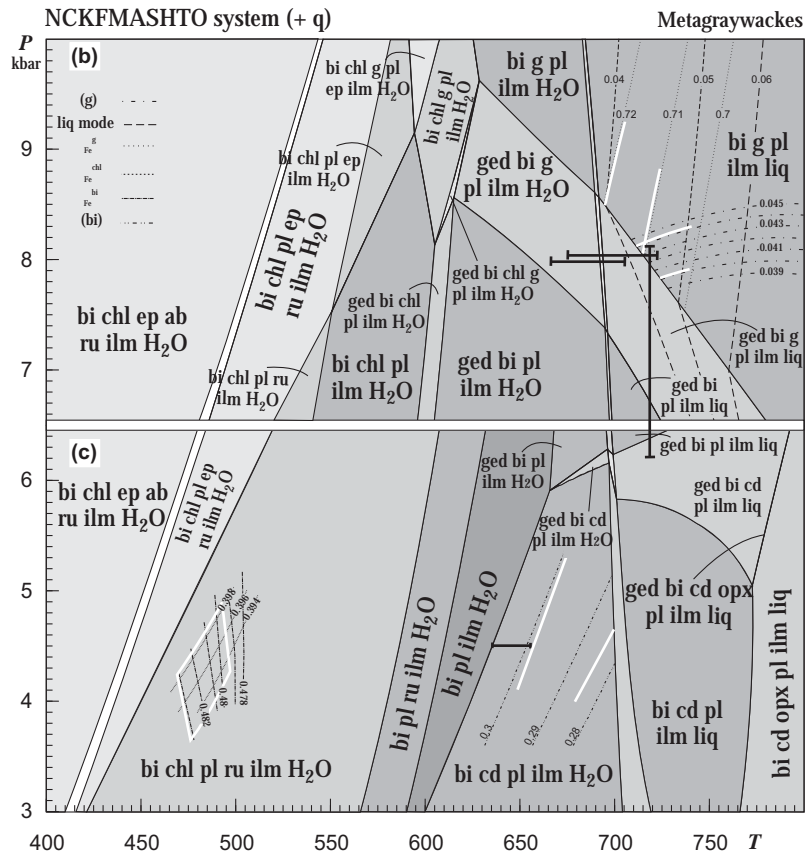 NCKFMASHTO system (+ q)
Metagraywackes
P
kbar
(b)
(g)
liq mode
g
Fe
chl
Fe
bi
Fe
(bi)
9
8
7
bi chl ep ab
ru ilm H2O
bi chl pl ep
ru ilm H2O
bi chl pl ru
ilm H2O
bi chl pl ep
ilm H2O
bi chl g pl
ep ilm H2O
bi chl g pl
ilm H2O
bi chl pl
ilm H2O
ged bi chl
pl ilm H2O
ged bi chl g
pl ilm H2O
ged bi g
pl ilm H2O
ged bi pl
ilm H2O
bi g pl
ilm H2O
bi g pl
ilm liq
ged bi g
pl ilm liq
ged bi
pl ilm liq
0.04
0.05
0.06
0.72
0.71
0.7
0.045
0.043
0.041
0.039
(c)
6
5
4
3
bi chl ep ab
ru ilm H2O
bi chl pl ep
ru ilm H2O
bi chl pl ru ilm H2O
0.398
0.396
0.394
0.482
0.48
0.478
bi pl ru ilm H2O
bi pl ilm H2O
ged bi pl
ilm H2O
ged bi cd
pl ilm H2O
bi cd pl ilm H2O
0.3
0.29
0.28
ged bi pl ilm liq
ged bi cd
pl ilm liq
ged bi cd opx
pl ilm liq
bi cd pl
ilm liq
bi cd opx pl ilm liq
400 450 500 550 600 650 700 750 T